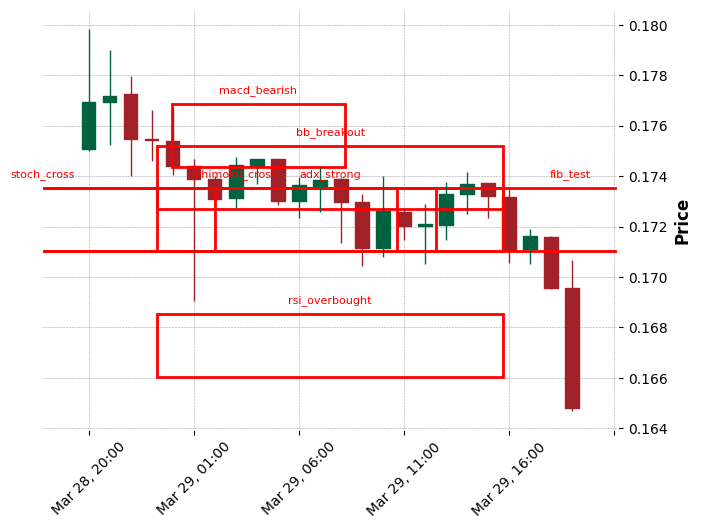 macd_bearish
bb_breakout
stoch_cross
ichimoku_cross
adx_strong
fib_test
rsi_overbought
0.180
0.178
0.176
0.174
0.172
0.170
0.168
0.166
0.164
Price
Mar 28, 20:00
Mar 29, 01:00
Mar 29, 06:00
Mar 29, 11:00
Mar 29, 16:00